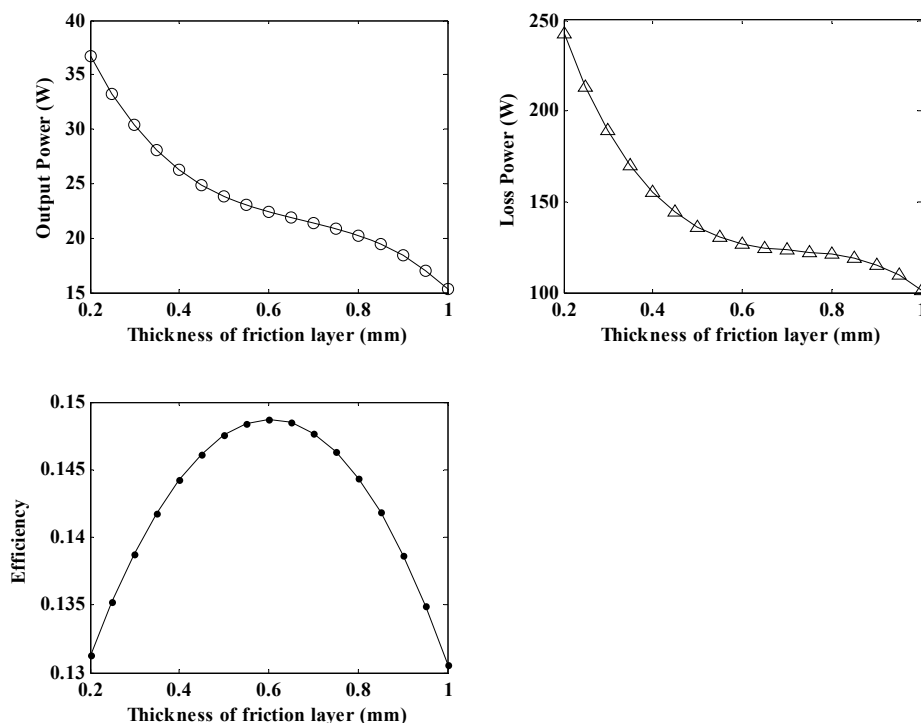 40
35
30
25
20
15
Output Power (W)
0.2 0.4 0.6 0.8 1
Thickness of friction layer (mm)
250
200
150
100
Loss Power (W)
0.2 0.4 0.6 0.8 1
Thickness of friction layer (mm)
0.15
0.145
0.14
0.135
0.13
Efficiency
0.2 0.4 0.6 0.8 1
Thickness of friction layer (mm)